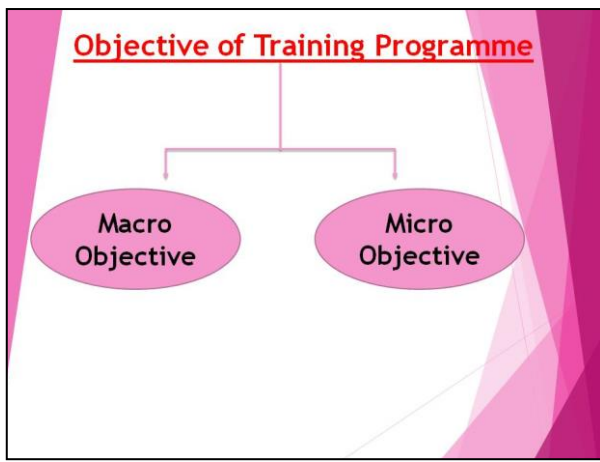 Objective of Training Programme
Macro
Objective
Micro
Objective